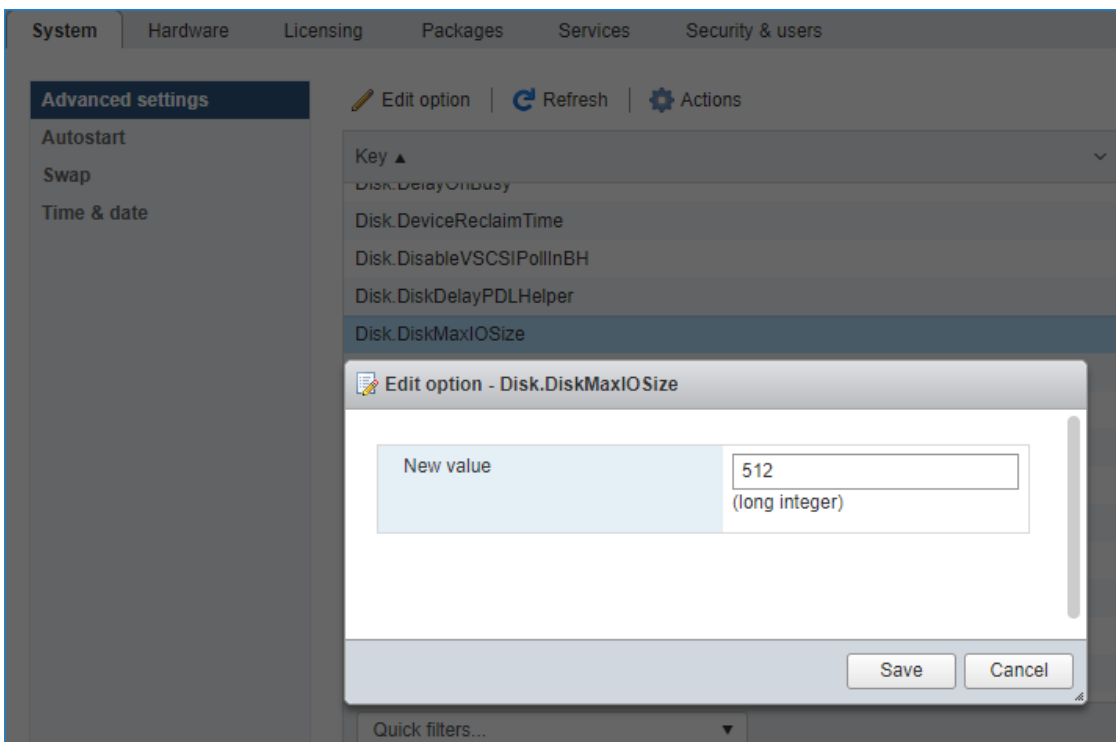 System Hardware Licensing Packages Services Security & users
Advanced settings
Autostart
Swap
Time & date
Edit option Refresh Actions
Key ▲
Disk.DelayOnBusy
Disk.DeviceReclaimTime
Disk.DisableVSCSIPollInBH
Disk.DiskDelayPDLHelper
Disk.DiskMaxIOSize
Edit option - Disk.DiskMaxIOSize
New value
512
(long integer)
Save Cancel
Quick filters...